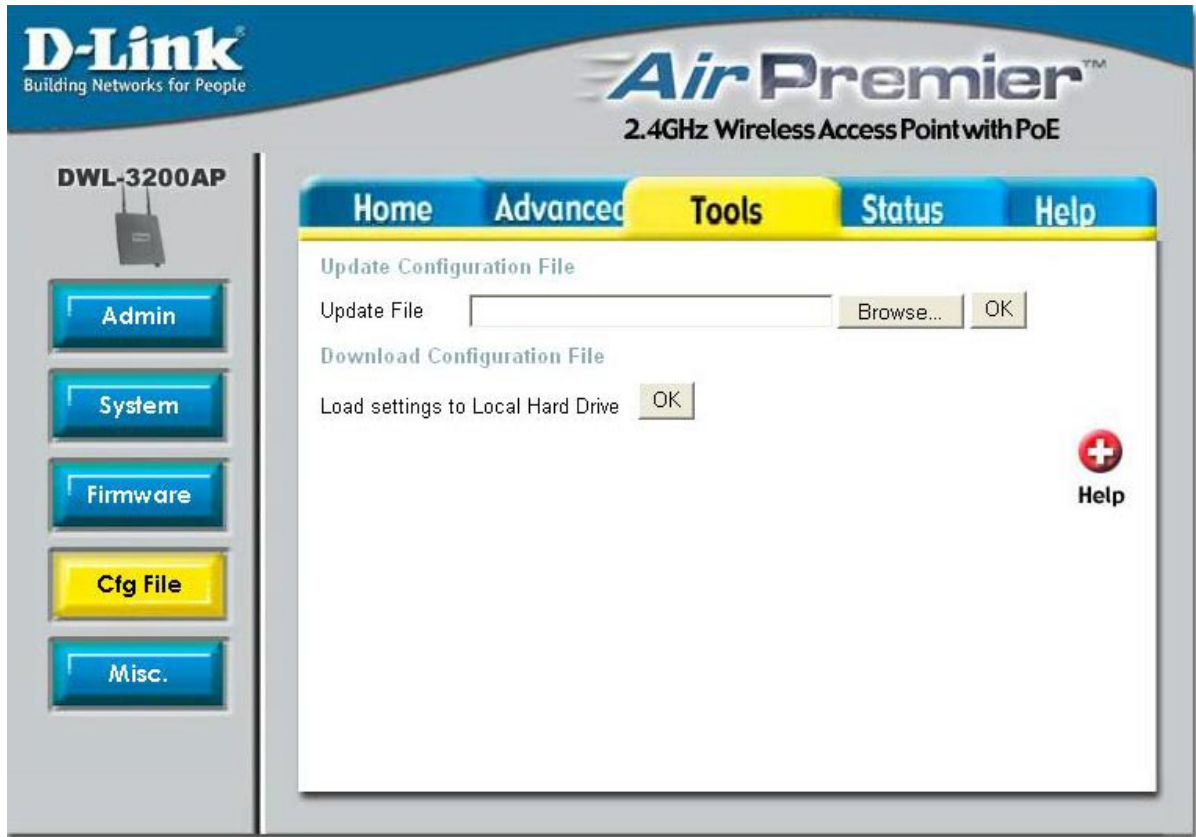 D-Link®
Building Networks for People
Air Premier™
2.4GHz Wireless Access Point with PoE
DWL-3200AP
Home Advanced Tools Status Help
Admin
System
Firmware
Cfg File
Misc.
Update Configuration File
Update File Browse... OK
Download Configuration File
Load settings to Local Hard Drive OK
Help